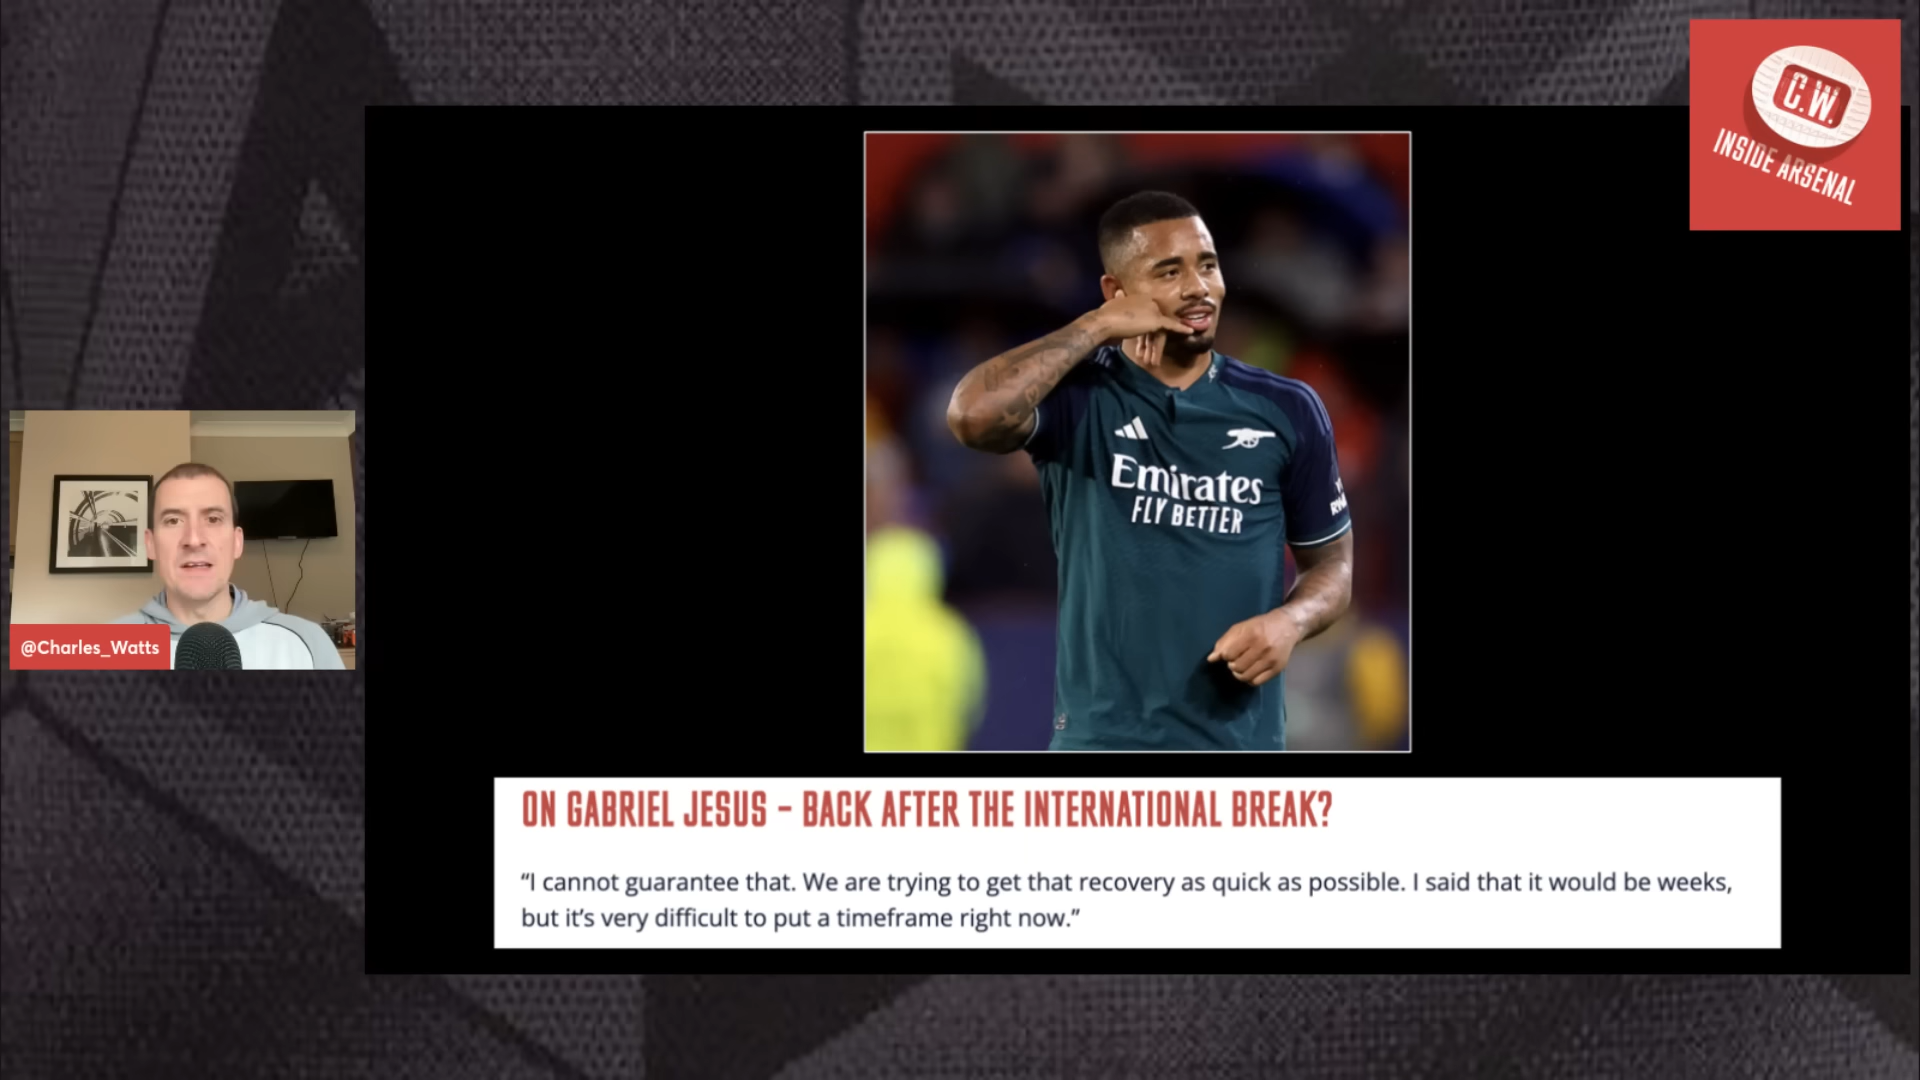 C.W.
INSIDE ARSENAL
Emirates
FLY BETTER
@Charles_Watts
ON GABRIEL JESUS – BACK AFTER THE INTERNATIONAL BREAK?
“I cannot guarantee that. We are trying to get that recovery as quick as possible. I said that it would be weeks,
but it’s very difficult to put a timeframe right now.”